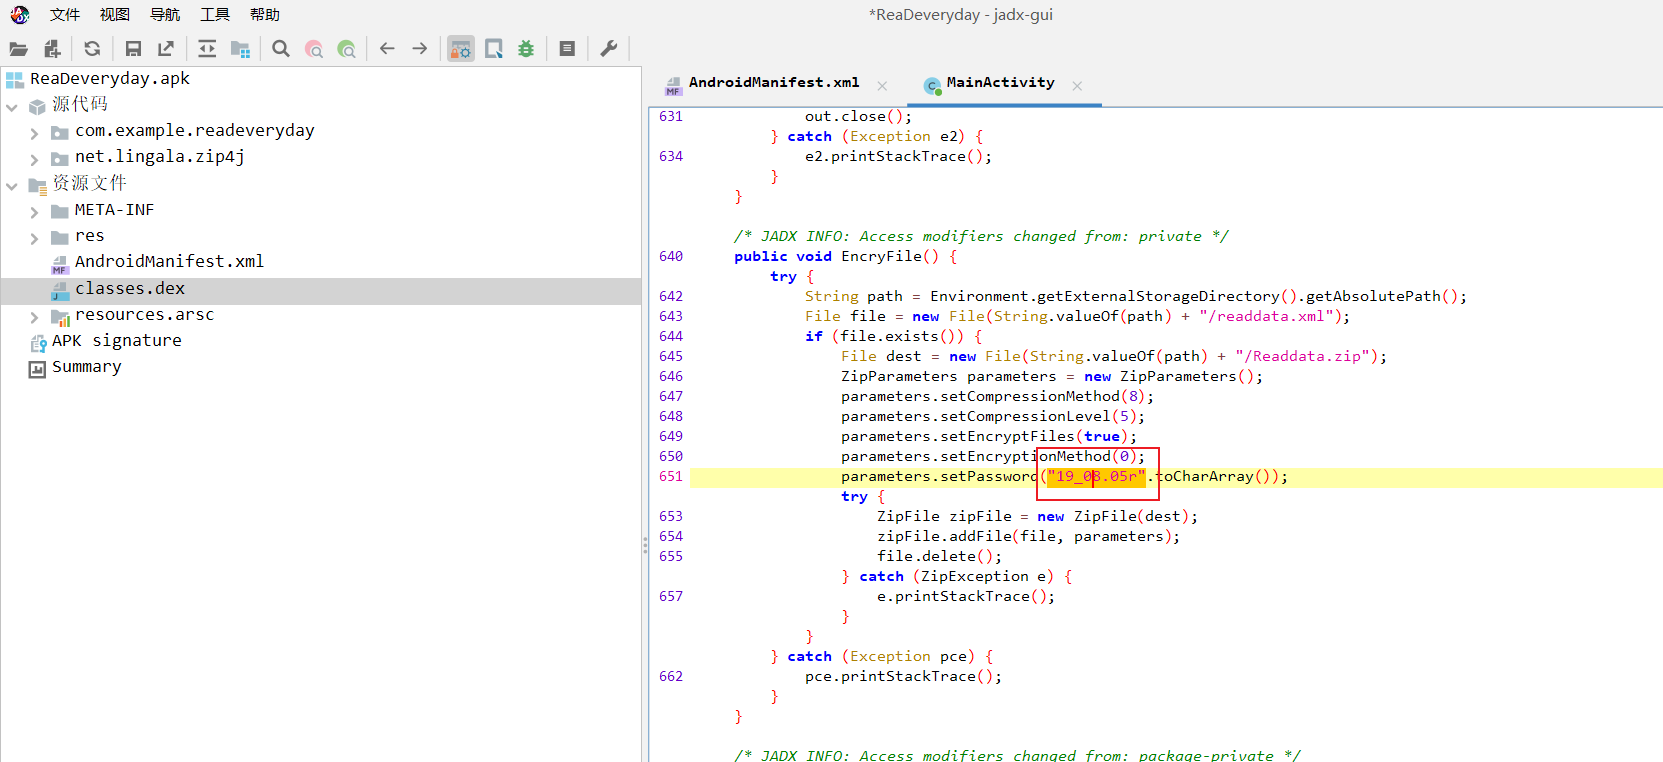 文件 视图 导航 工具 帮助
*ReaDeveryday - jadx-gui
ReaDeveryday.apk
源代码
com.example.readeveryday
net.lingala.zip4j
资源文件
META-INF
res
AndroidManifest.xml
classes.dex
resources.arsc
APK signature
Summary
AndroidManifest.xml MainActivity
631 out.close();
} catch (Exception e2) {
634 e2.printStackTrace();
}
}
/* JADX INFO: Access modifiers changed from: private */
640 public void EncryFile() {
try {
642 String path = Environment.getExternalStorageDirectory().getAbsolutePath();
643 File file = new File(String.valueOf(path) + "/readdata.xml");
644 if (file.exists()) {
645 File dest = new File(String.valueOf(path) + "/Readdata.zip");
646 ZipParameters parameters = new ZipParameters();
647 parameters.setCompressionMethod(8);
648 parameters.setCompressionLevel(5);
649 parameters.setEncryptFiles(true);
650 parameters.setEncryptionMethod(0);
651 parameters.setPassword("19_08.05r".toCharArray());
try {
653 ZipFile zipFile = new ZipFile(dest);
654 zipFile.addFile(file, parameters);
655 file.delete();
} catch (ZipException e) {
657 e.printStackTrace();
}
}
} catch (Exception pce) {
662 pce.printStackTrace();
}
}
/* JADX INFO: Access modifiers changed from: package-private */